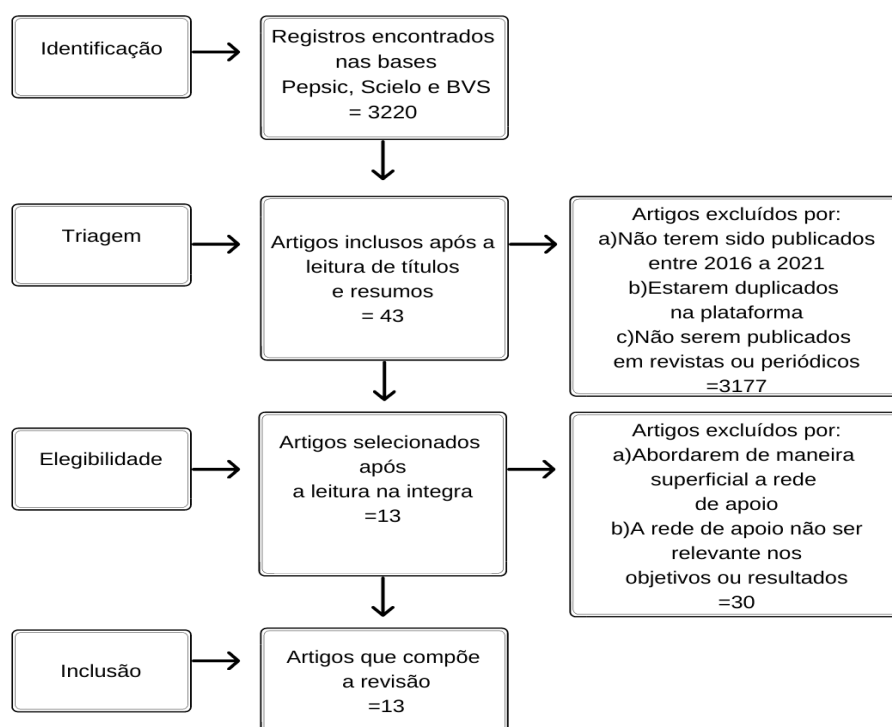 Identificação
Registros encontrados
nas bases
Pepsic, Scielo e BVS
= 3220
Triagem
Artigos inclusos após a
leitura de títulos
e resumos
= 43
Artigos excluídos por:
a)Não terem sido publicados
entre 2016 a 2021
b)Estarem duplicados
na plataforma
c)Não serem publicados
em revistas ou periódicos
=3177
Elegibilidade
Artigos selecionados
após
a leitura na integra
=13
Artigos excluídos por:
a)Abordarem de maneira
superficial a rede
de apoio
b)A rede de apoio não ser
relevante nos
objetivos ou resultados
=30
Inclusão
Artigos que compõe
a revisão
=13